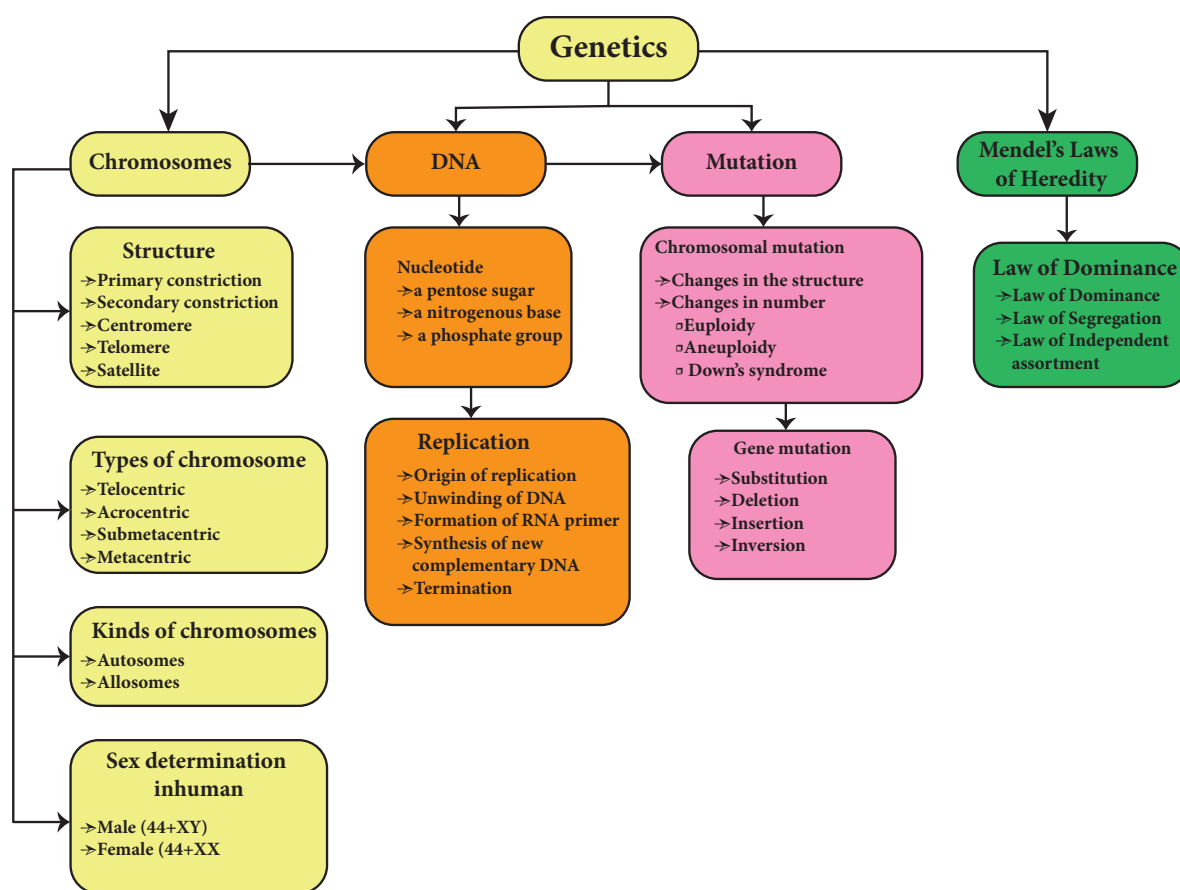 Genetics
Chromosomes
DNA
Mutation
Mendel's Laws
of Heredity
Structure
Primary constriction
Secondary constriction
Centromere
Telomere
Satellite
Types of chromosome
Telocentric
Acrocentric
Submetacentric
Metacentric
Kinds of chromosomes
Autosomes
Allosomes
Sex determination
inhuman
Male (44+XY)
Female (44+XX
Nucleotide
a pentose sugar
a nitrogenous base
a phosphate group
Replication
Origin of replication
Unwinding of DNA
Formation of RNA primer
Synthesis of new
complementary DNA
Termination
Chromosomal mutation
Changes in the structure
Changes in number
Euploidy
Aneuploidy
Down's syndrome
Gene mutation
Substitution
Deletion
Insertion
Inversion
Law of Dominance
Law of Dominance
Law of Segregation
Law of Independent
assortment